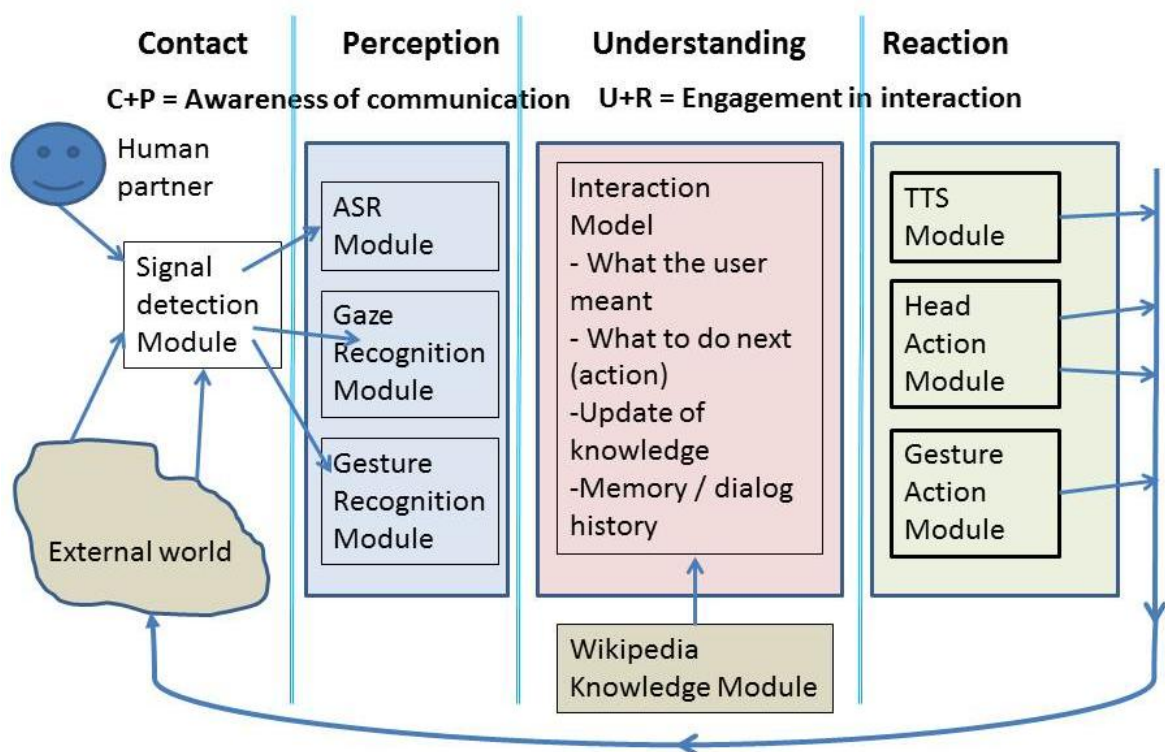 Contact
Perception
Understanding
Reaction
C+P = Awareness of communication
U+R = Engagement in interaction
Human
partner
Signal
detection
Module
External world
ASR
Module
Gaze
Recognition
Module
Gesture
Recognition
Module
Interaction
Model
- What the user
meant
- What to do next
(action)
-Update of
knowledge
-Memory / dialog
history
Wikipedia
Knowledge Module
TTS
Module
Head
Action
Module
Gesture
Action
Module